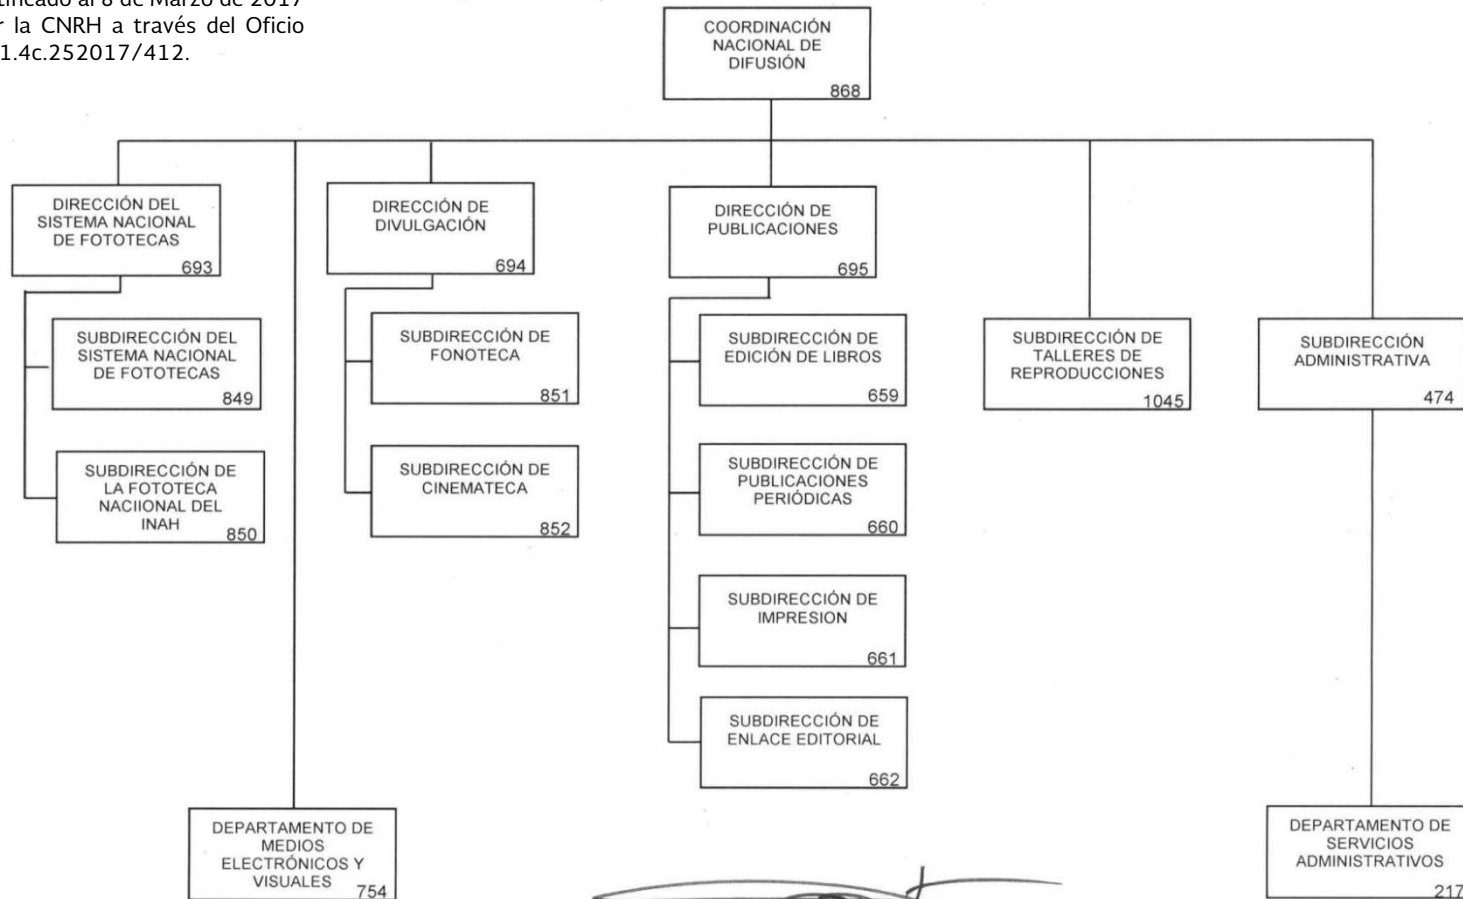 al 8 de Marzo de 2017
la CNRH a través del Oficio
1.4c.252017/412.
COORDINACIÓN
NACIONAL DE
DIFUSIÓN
868
DIRECCIÓN DEL
SISTEMA NACIONAL
DE FOTOTECAS
693
DIRECCIÓN DE
DIVULGACIÓN
694
DIRECCIÓN DE
PUBLICACIONES
695
SUBDIRECCIÓN DEL
SISTEMA NACIONAL
DE FOTOTECAS
849
SUBDIRECCIÓN DE
FONOTECA
851
SUBDIRECCIÓN DE
EDICIÓN DE LIBROS
659
SUBDIRECCIÓN DE
TALLERES DE
REPRODUCCIONES
1045
SUBDIRECCIÓN
ADMINISTRATIVA
474
SUBDIRECCIÓN DE
LA FOTOTECA
NACIIONAL DEL
INAH
850
SUBDIRECCIÓN DE
CINEMATECA
852
SUBDIRECCIÓN DE
PUBLICACIONES
PERIÓDICAS
660
SUBDIRECCIÓN DE
IMPRESION
661
SUBDIRECCIÓN DE
ENLACE EDITORIAL
662
DEPARTAMENTO DE
MEDIOS
ELECTRÓNICOS Y
VISUALES
754
DEPARTAMENTO DE
SERVICIOS
ADMINISTRATIVOS
217